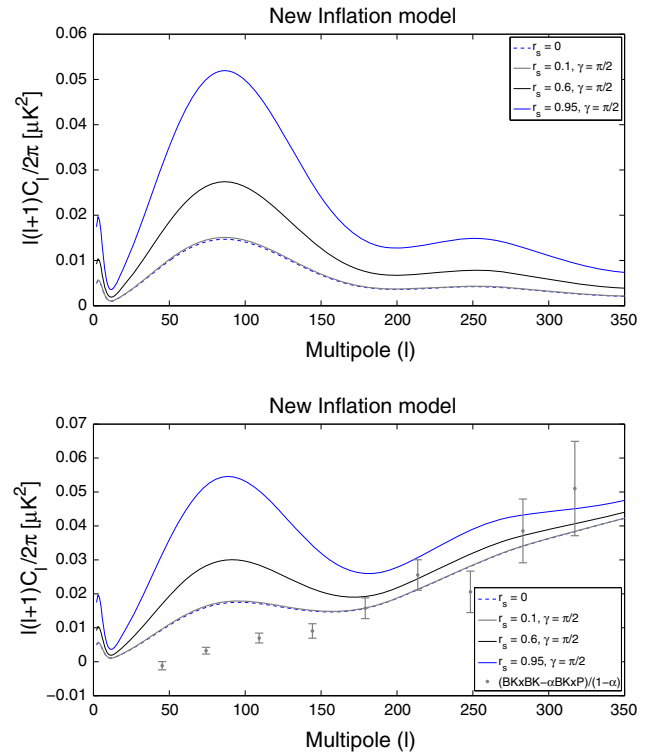 New Inflation model
0.06
0.05
0.04
0.03
0.02
0.01
0
l(l+1)C_l/2π [μK²]
0 50 100 150 200 250 300 350
Multipole (l)
r_s = 0
r_s = 0.1, γ = π/2
r_s = 0.6, γ = π/2
r_s = 0.95, γ = π/2
New Inflation model
0.07
0.06
0.05
0.04
0.03
0.02
0.01
0
−0.01
l(l+1)C_l/2π [μK²]
0 50 100 150 200 250 300 350
Multipole (l)
r_s = 0
r_s = 0.1, γ = π/2
r_s = 0.6, γ = π/2
r_s = 0.95, γ = π/2
(BKxBK−αBKxP)/(1−α)